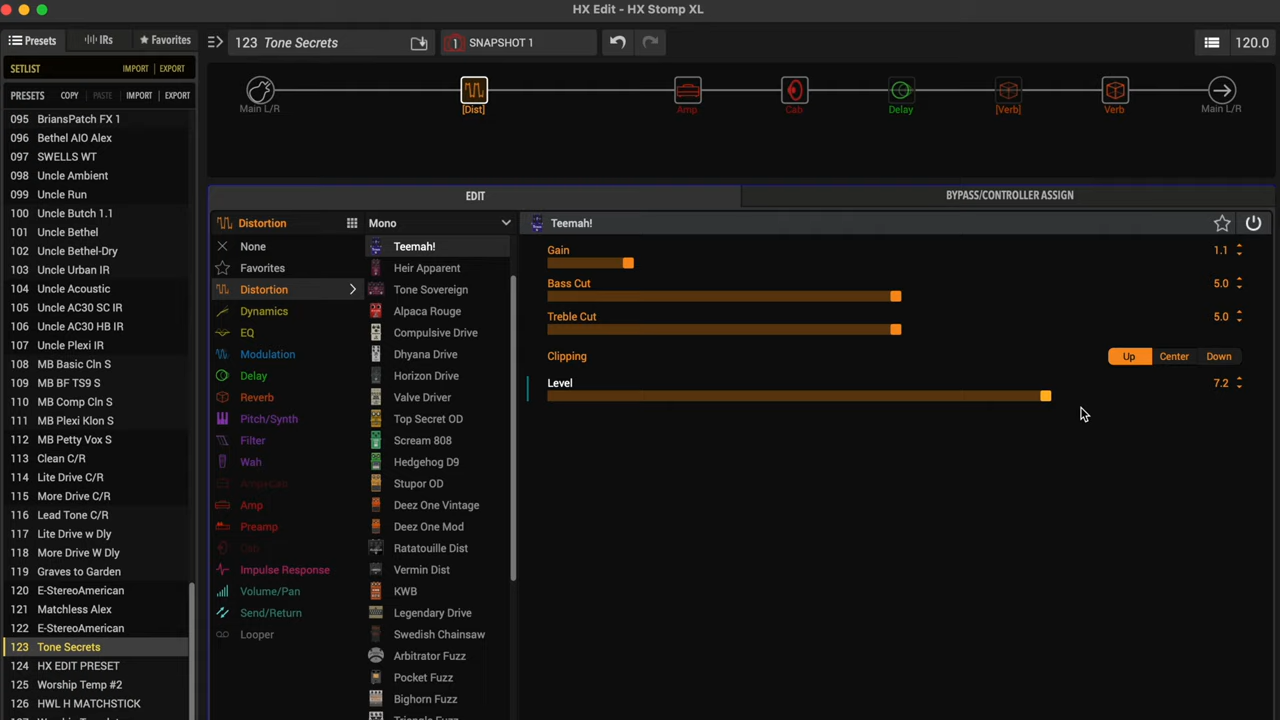 HX Edit - HX Stomp XL
Presets
IRs
Favorites
123 Tone Secrets
1 SNAPSHOT 1
120.0
SETLIST
IMPORT
EXPORT
PRESETS
COPY
PASTE
IMPORT
EXPORT
Main L/R
[Dist]
Amp
Cab
Delay
[Verb]
Verb
Main L/R
095 BriansPatch FX 1
096 Bethel AIO Alex
097 SWELLS WT
098 Uncle Ambient
099 Uncle Run
100 Uncle Butch 1.1
101 Uncle Bethel
102 Uncle Bethel-Dry
103 Uncle Urban IR
104 Uncle Acoustic
105 Uncle AC30 SC IR
106 Uncle AC30 HB IR
107 Uncle Plexi IR
108 MB Basic Cln S
109 MB BF TS9 S
110 MB Comp Cln S
111 MB Plexi Klon S
112 MB Petty Vox S
113 Clean C/R
114 Lite Drive C/R
115 More Drive C/R
116 Lead Tone C/R
117 Lite Drive w Dly
118 More Drive W Dly
119 Graves to Garden
120 E-StereoAmerican
121 Matchless Alex
122 E-StereoAmerican
123 Tone Secrets
124 HX EDIT PRESET
125 Worship Temp #2
126 HWL H MATCHSTICK
EDIT
BYPASS/CONTROLLER ASSIGN
Distortion
Mono
Teemah!
None
Favorites
Distortion
Dynamics
EQ
Modulation
Delay
Reverb
Pitch/Synth
Filter
Wah
Amp+Cab
Amp
Preamp
Cab
Impulse Response
Volume/Pan
Send/Return
Looper
Teemah!
Heir Apparent
Tone Sovereign
Alpaca Rouge
Compulsive Drive
Dhyana Drive
Horizon Drive
Valve Driver
Top Secret OD
Scream 808
Hedgehog D9
Stupor OD
Deez One Vintage
Deez One Mod
Ratatouille Dist
Vermin Dist
KWB
Legendary Drive
Swedish Chainsaw
Arbitrator Fuzz
Pocket Fuzz
Bighorn Fuzz
Gain 1.1
Bass Cut 5.0
Treble Cut 5.0
Clipping Up Center Down
Level 7.2